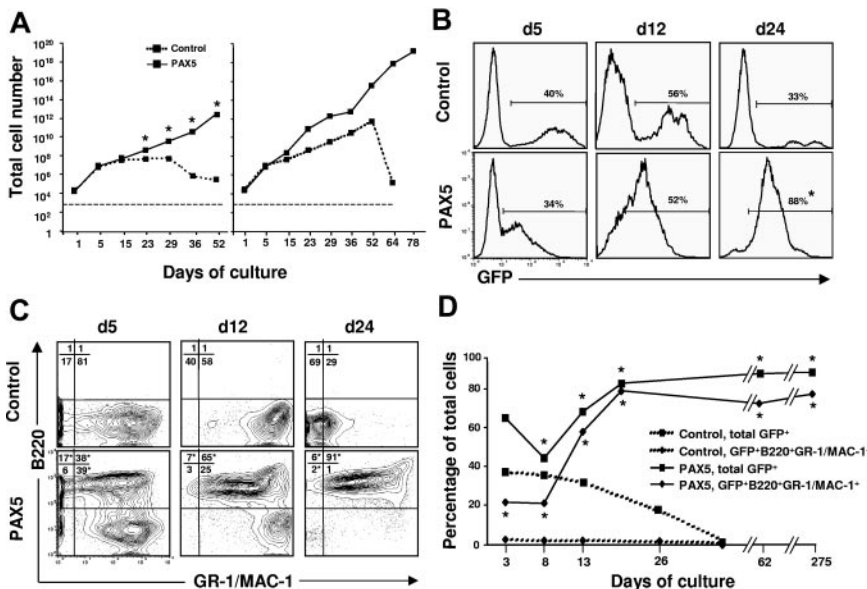 A
Total cell number
10^20
10^18
10^16
10^14
10^12
10^10
10^8
10^6
10^4
10^2
1
Control
PAX5
* * * *
1 5 15 23 29 36 52
1 5 15 23 29 36 52 64 78
Days of culture
B
d5 d12 d24
Control
40% 56% 33%
PAX5
34% 52% 88%*
GFP
C
d5 d12 d24
B220
Control
1 1
17 81
1 1
40 58
1 1
69 29
PAX5
17* 38*
6 39*
7* 65*
3 25
6* 91*
2* 1
GR-1/MAC-1
D
Percentage of total cells
100
80
60
40
20
0
* * * * * * * * * *
Control, total GFP⁺
Control, GFP⁺B220⁺GR-1/MAC-1⁺
PAX5, total GFP⁺
PAX5, GFP⁺B220⁺GR-1/MAC-1⁺
3 8 13 26 62 275
Days of culture